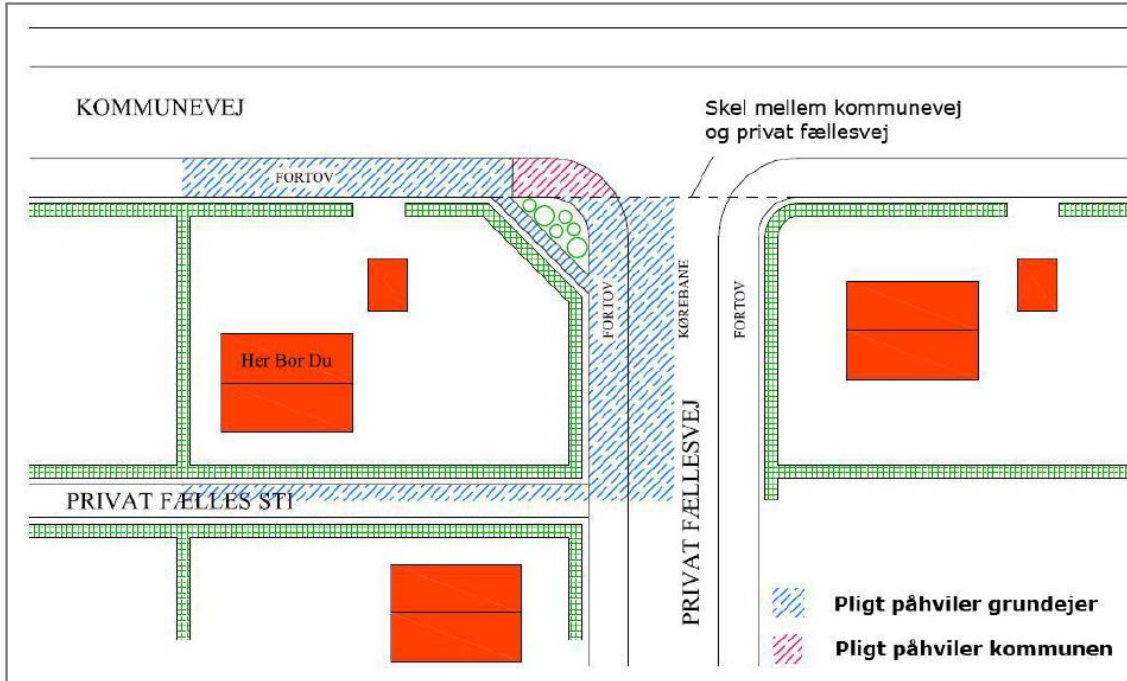 KOMMUNEVEJ
Skel mellem kommunevej
og privat fællesvej
FORTOV
FORTOV
KØREBANE
FORTOV
Her Bor Du
PRIVAT FÆLLESVEJ
PRIVAT FÆLLES STI
Pligt påhviler grundejer
Pligt påhviler kommunen